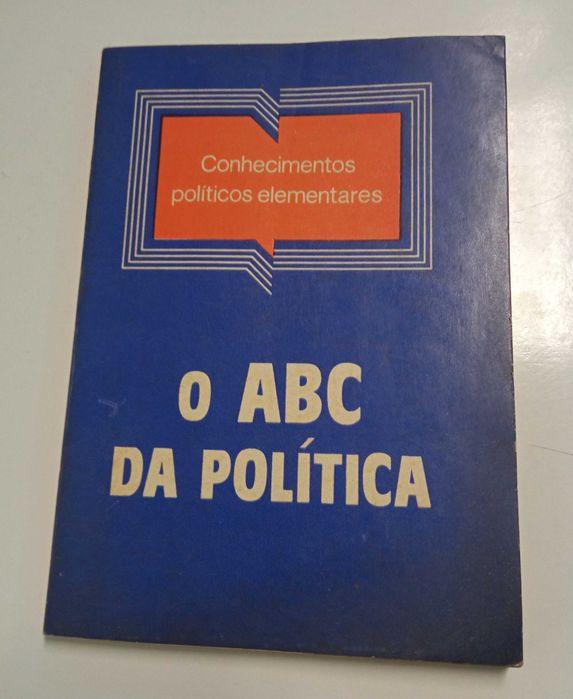 Conhecimentos
políticos elementares
O ABC
DA POLÍTICA